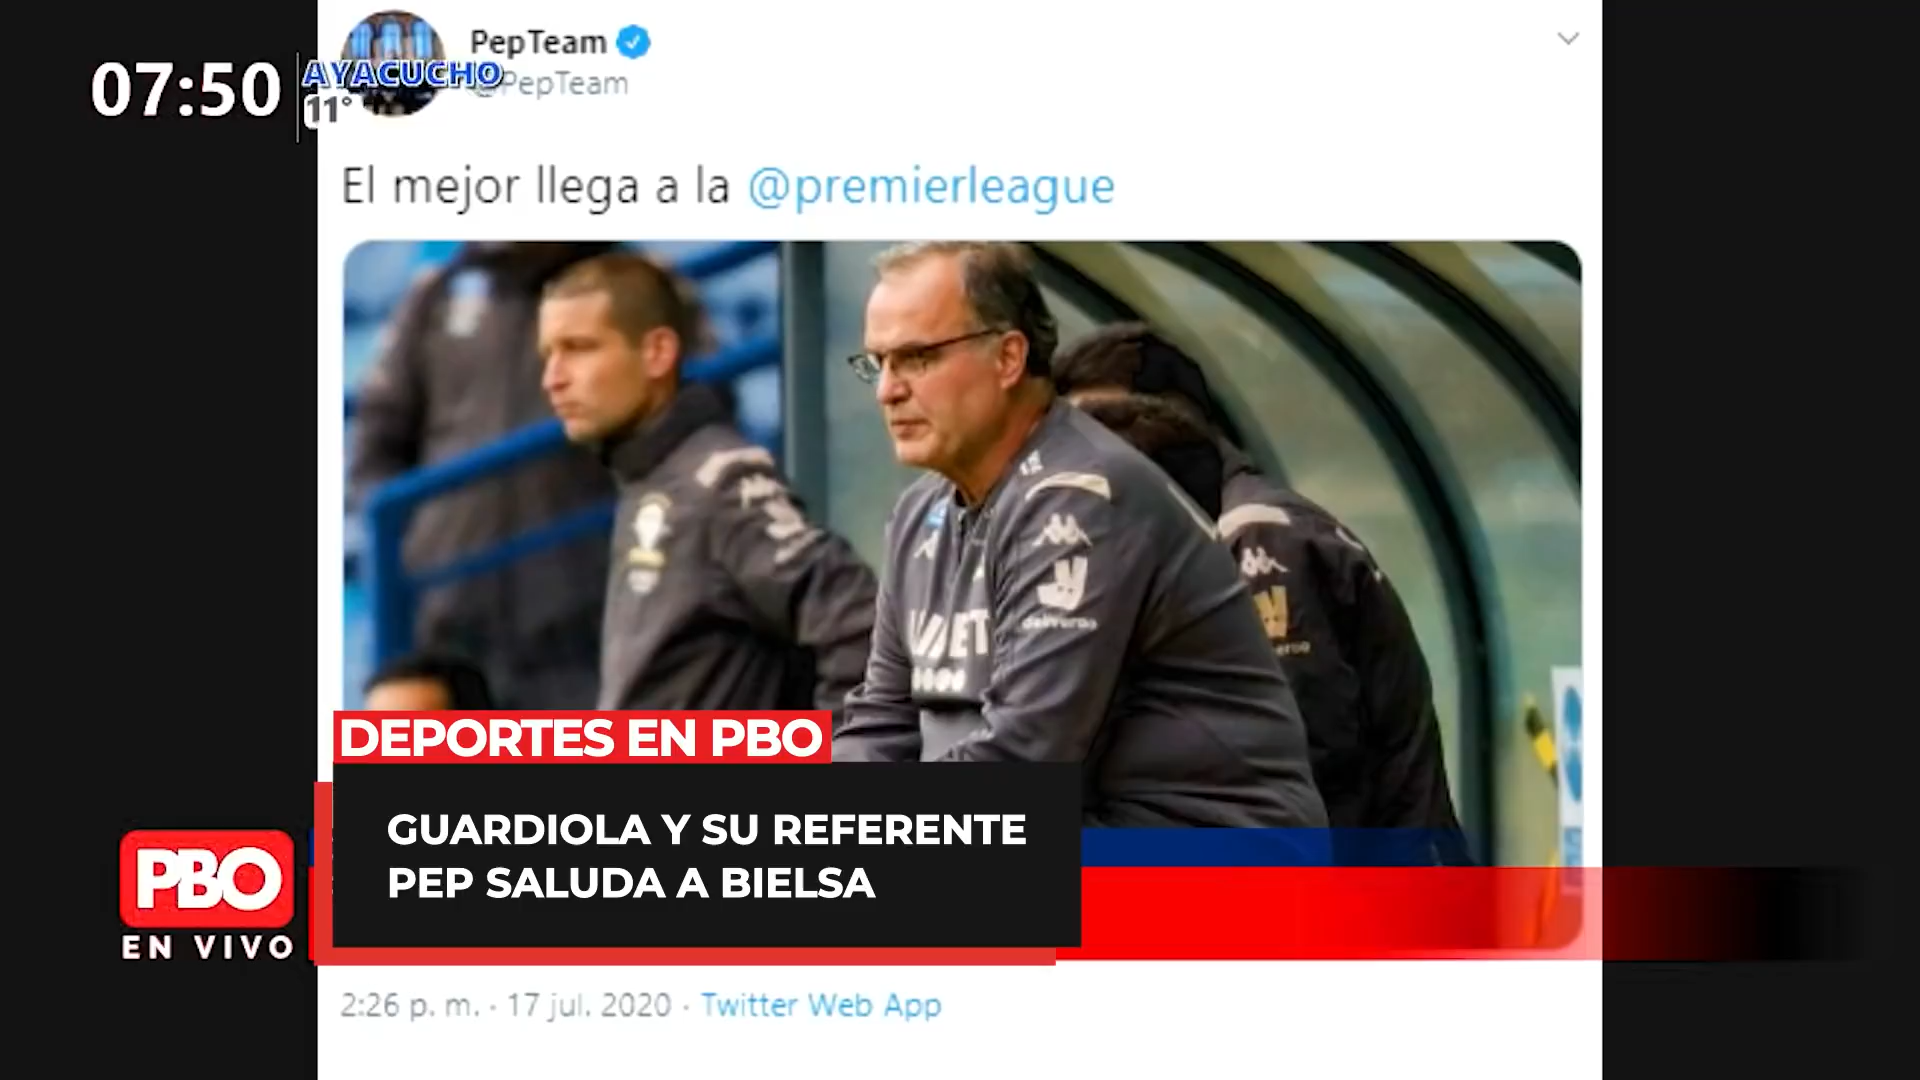 07:50
AYACUCHO
11°
PepTeam
@PepTeam
El mejor llega a la @premierleague
deliveroo
DEPORTES EN PBO
GUARDIOLA Y SU REFERENTE
PEP SALUDA A BIELSA
PBO
EN VIVO
2:26 p. m. · 17 jul. 2020 · Twitter Web App